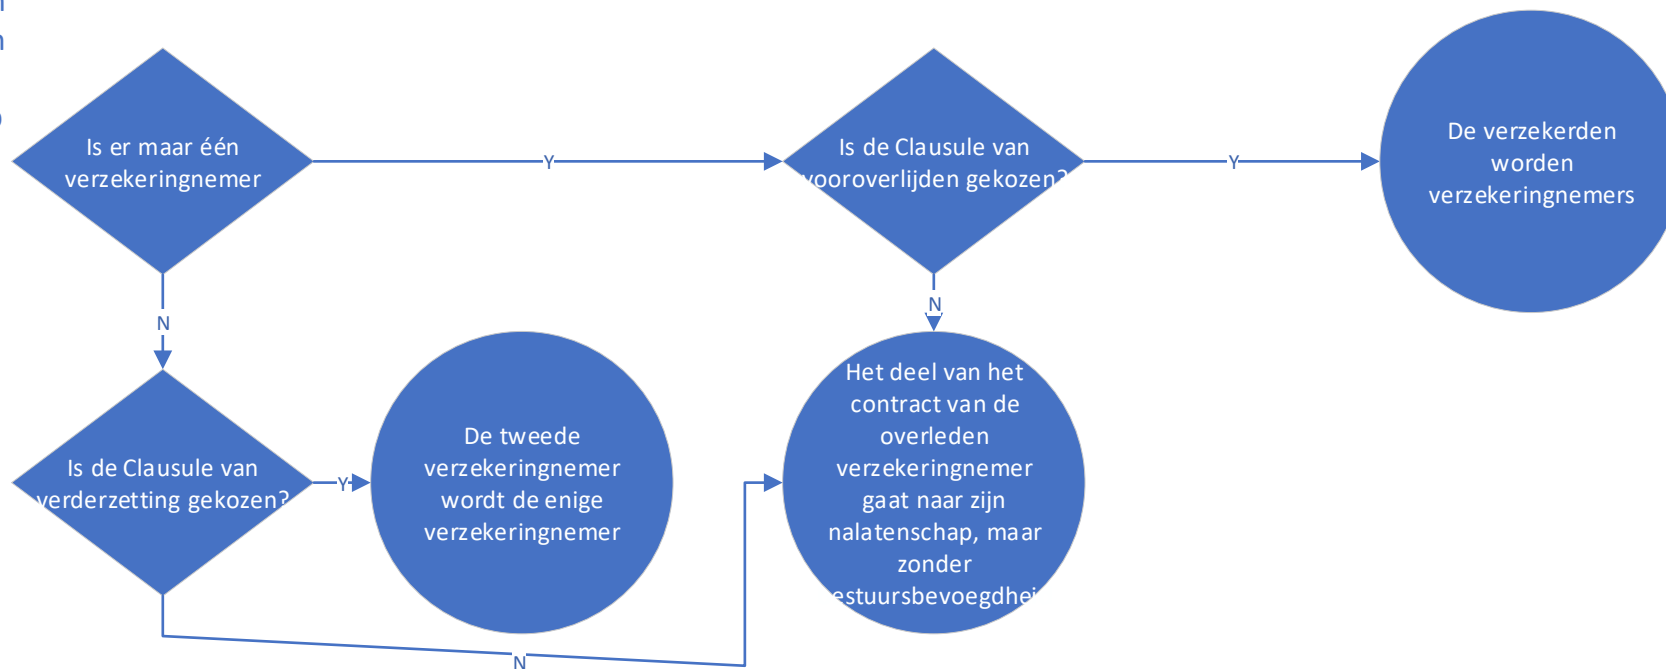 Is er maar één
verzekeringnemer
Y
Is de Clausule van
vooroverlijden gekozen?
Y
De verzekerden
worden
verzekeringnemers
N
N
Is de Clausule van
verderzetting gekozen?
Y
De tweede
verzekeringnemer
wordt de enige
verzekeringnemer
Het deel van het
contract van de
overleden
verzekeringnemer
gaat naar zijn
nalatenschap, maar
zonder
estuursbevoegdhei
N